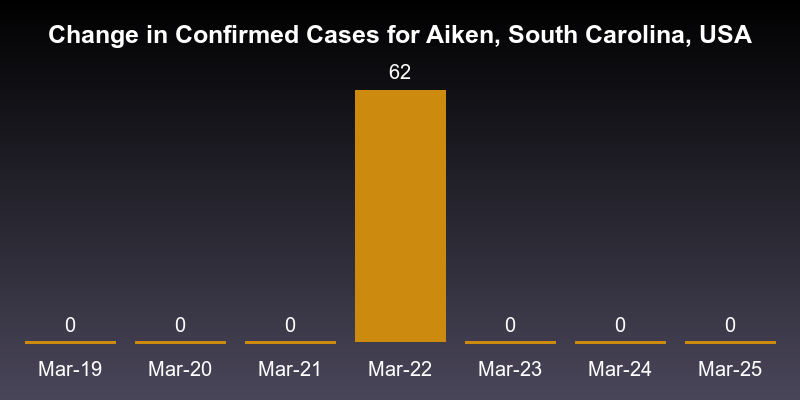 Change in Confirmed Cases for Aiken, South Carolina, USA
62
0 0 0 0 0 0
Mar-19 Mar-20 Mar-21 Mar-22 Mar-23 Mar-24 Mar-25